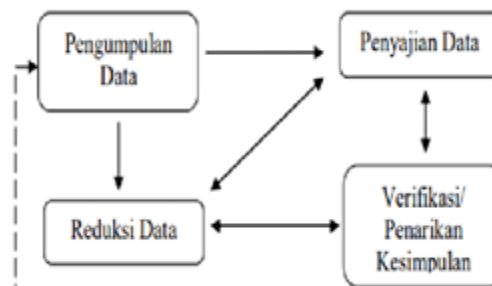 Pengumpulan
Data
Penyajian Data
Reduksi Data
Verifikasi/
Penarikan
Kesimpulan